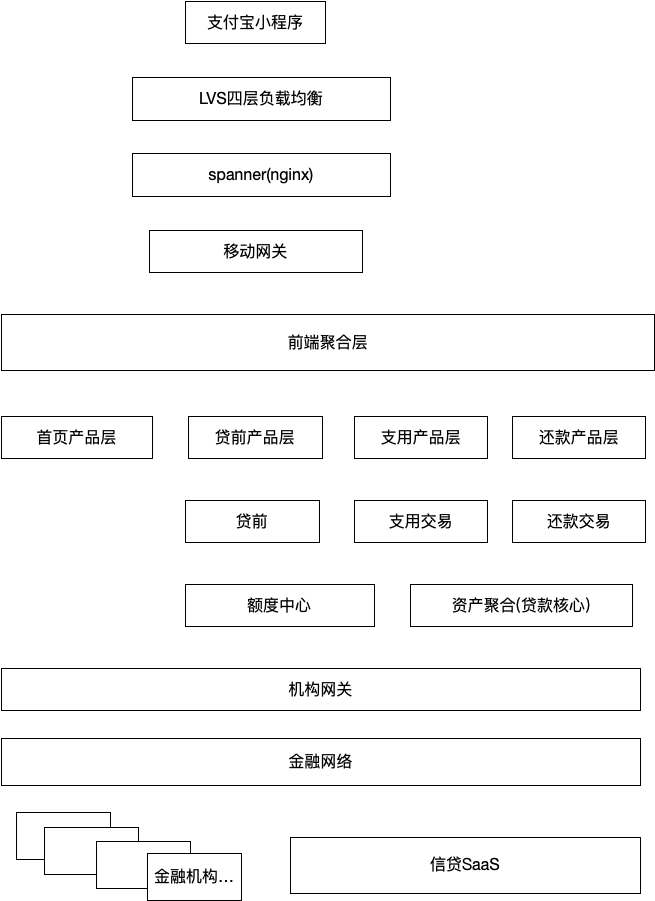 支付宝小程序
LVS四层负载均衡
spanner(nginx)
移动网关
前端聚合层
首页产品层
贷前产品层
支用产品层
还款产品层
贷前
支用交易
还款交易
额度中心
资产聚合(贷款核心)
机构网关
金融网络
金融机构...
信贷SaaS